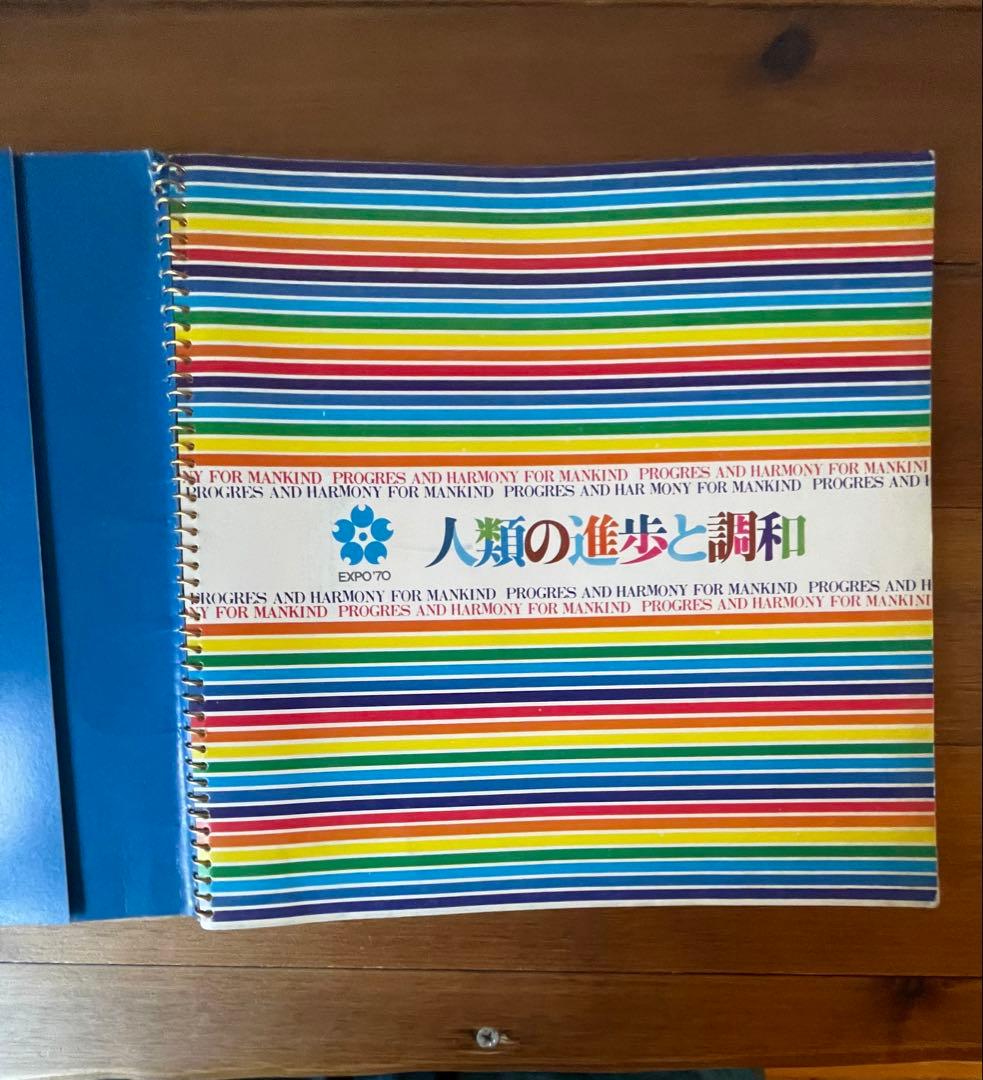 Y FOR MANKIND PROGRES AND HARMONY FOR MANKIND PROGRES AND HARMONY FOR MANKIN
PROGRES AND HARMONY FOR MANKIND PROGRES AND HAR MONY FOR MANKIND PROGRES AND H
人類の進歩と調和
EXPO'70
PROGRES AND HARMONY FOR MANKIND PROGRES AND HARMONY FOR MANKIND PROGRES AND H
NY FOR MANKIND PROGRES AND HARMONY FOR MANKIND PROGRES AND HARMONY FOR MANKIN